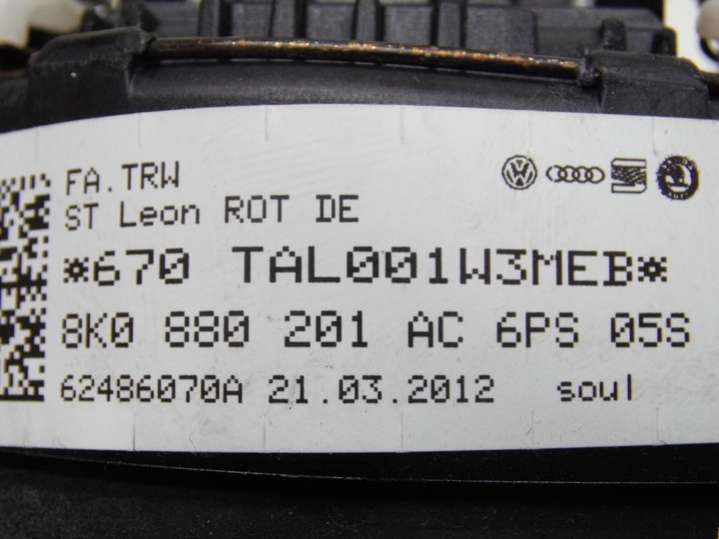 FA.TRW
ST Leon ROT DE
*670 TAL001W3MEB*
8K0 880 201 AC 6PS 05S
62486070A 21.03.2012 soul